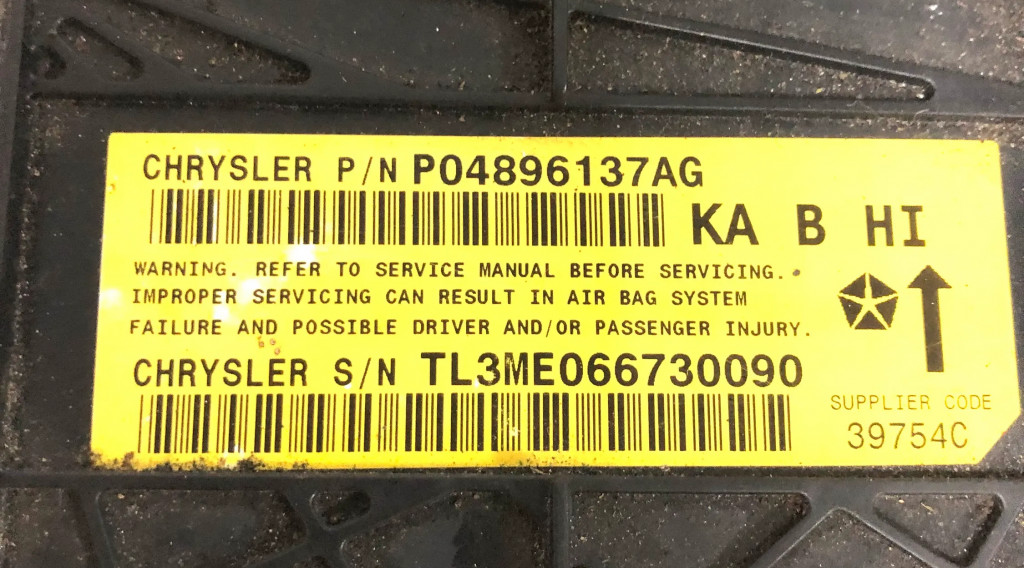 CHRYSLER P/N P04896137AG
KA B HI
WARNING. REFER TO SERVICE MANUAL BEFORE SERVICING.
IMPROPER SERVICING CAN RESULT IN AIR BAG SYSTEM
FAILURE AND POSSIBLE DRIVER AND/OR PASSENGER INJURY.
CHRYSLER S/N TL3ME066730090
SUPPLIER CODE
39754C